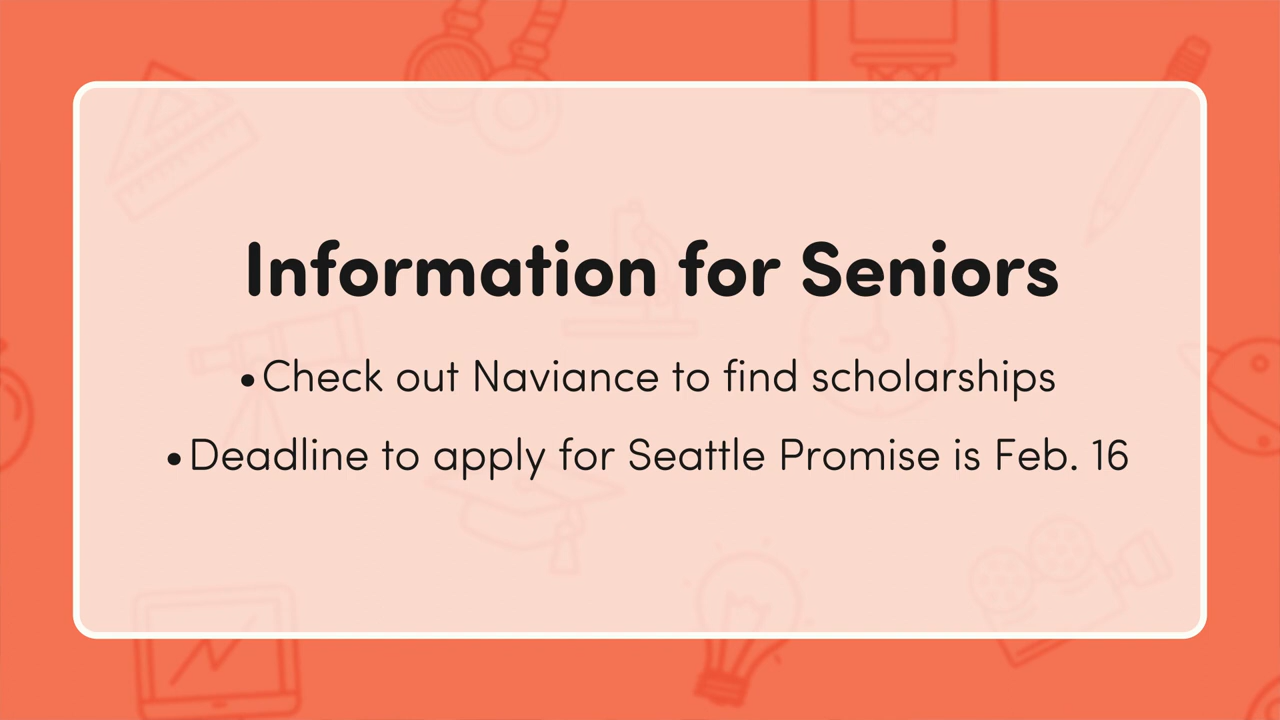 Information for Seniors
•Check out Naviance to find scholarships
•Deadline to apply for Seattle Promise is Feb. 16